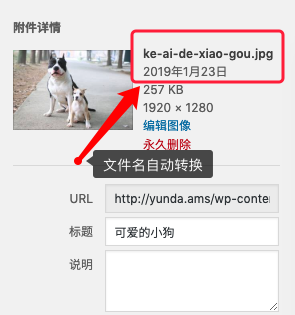 附件详情
ke-ai-de-xiao-gou.jpg
2019年1月23日
257 KB
1920 × 1280
编辑图像
永久删除
文件名自动转换
URL http://yunda.ams/wp-conte
标题 可爱的小狗
说明